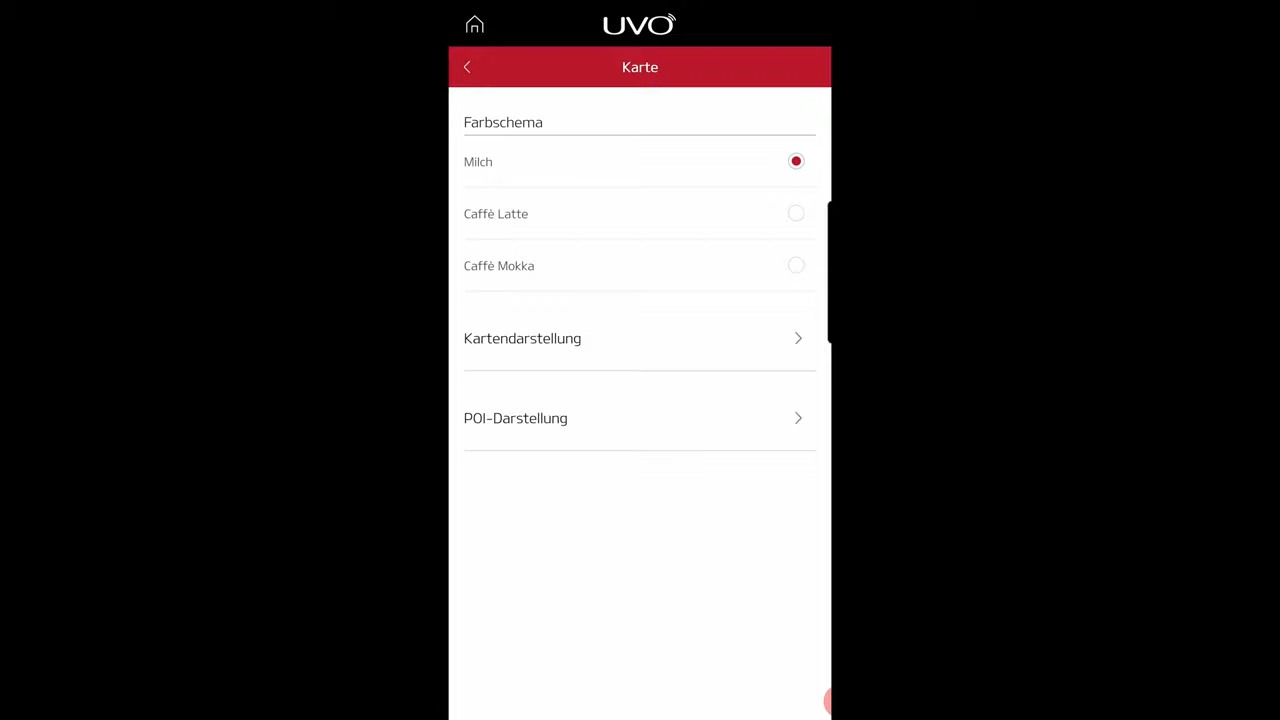 UVO
Karte
Farbschema
Milch
Caffè Latte
Caffè Mokka
Kartendarstellung
POI-Darstellung